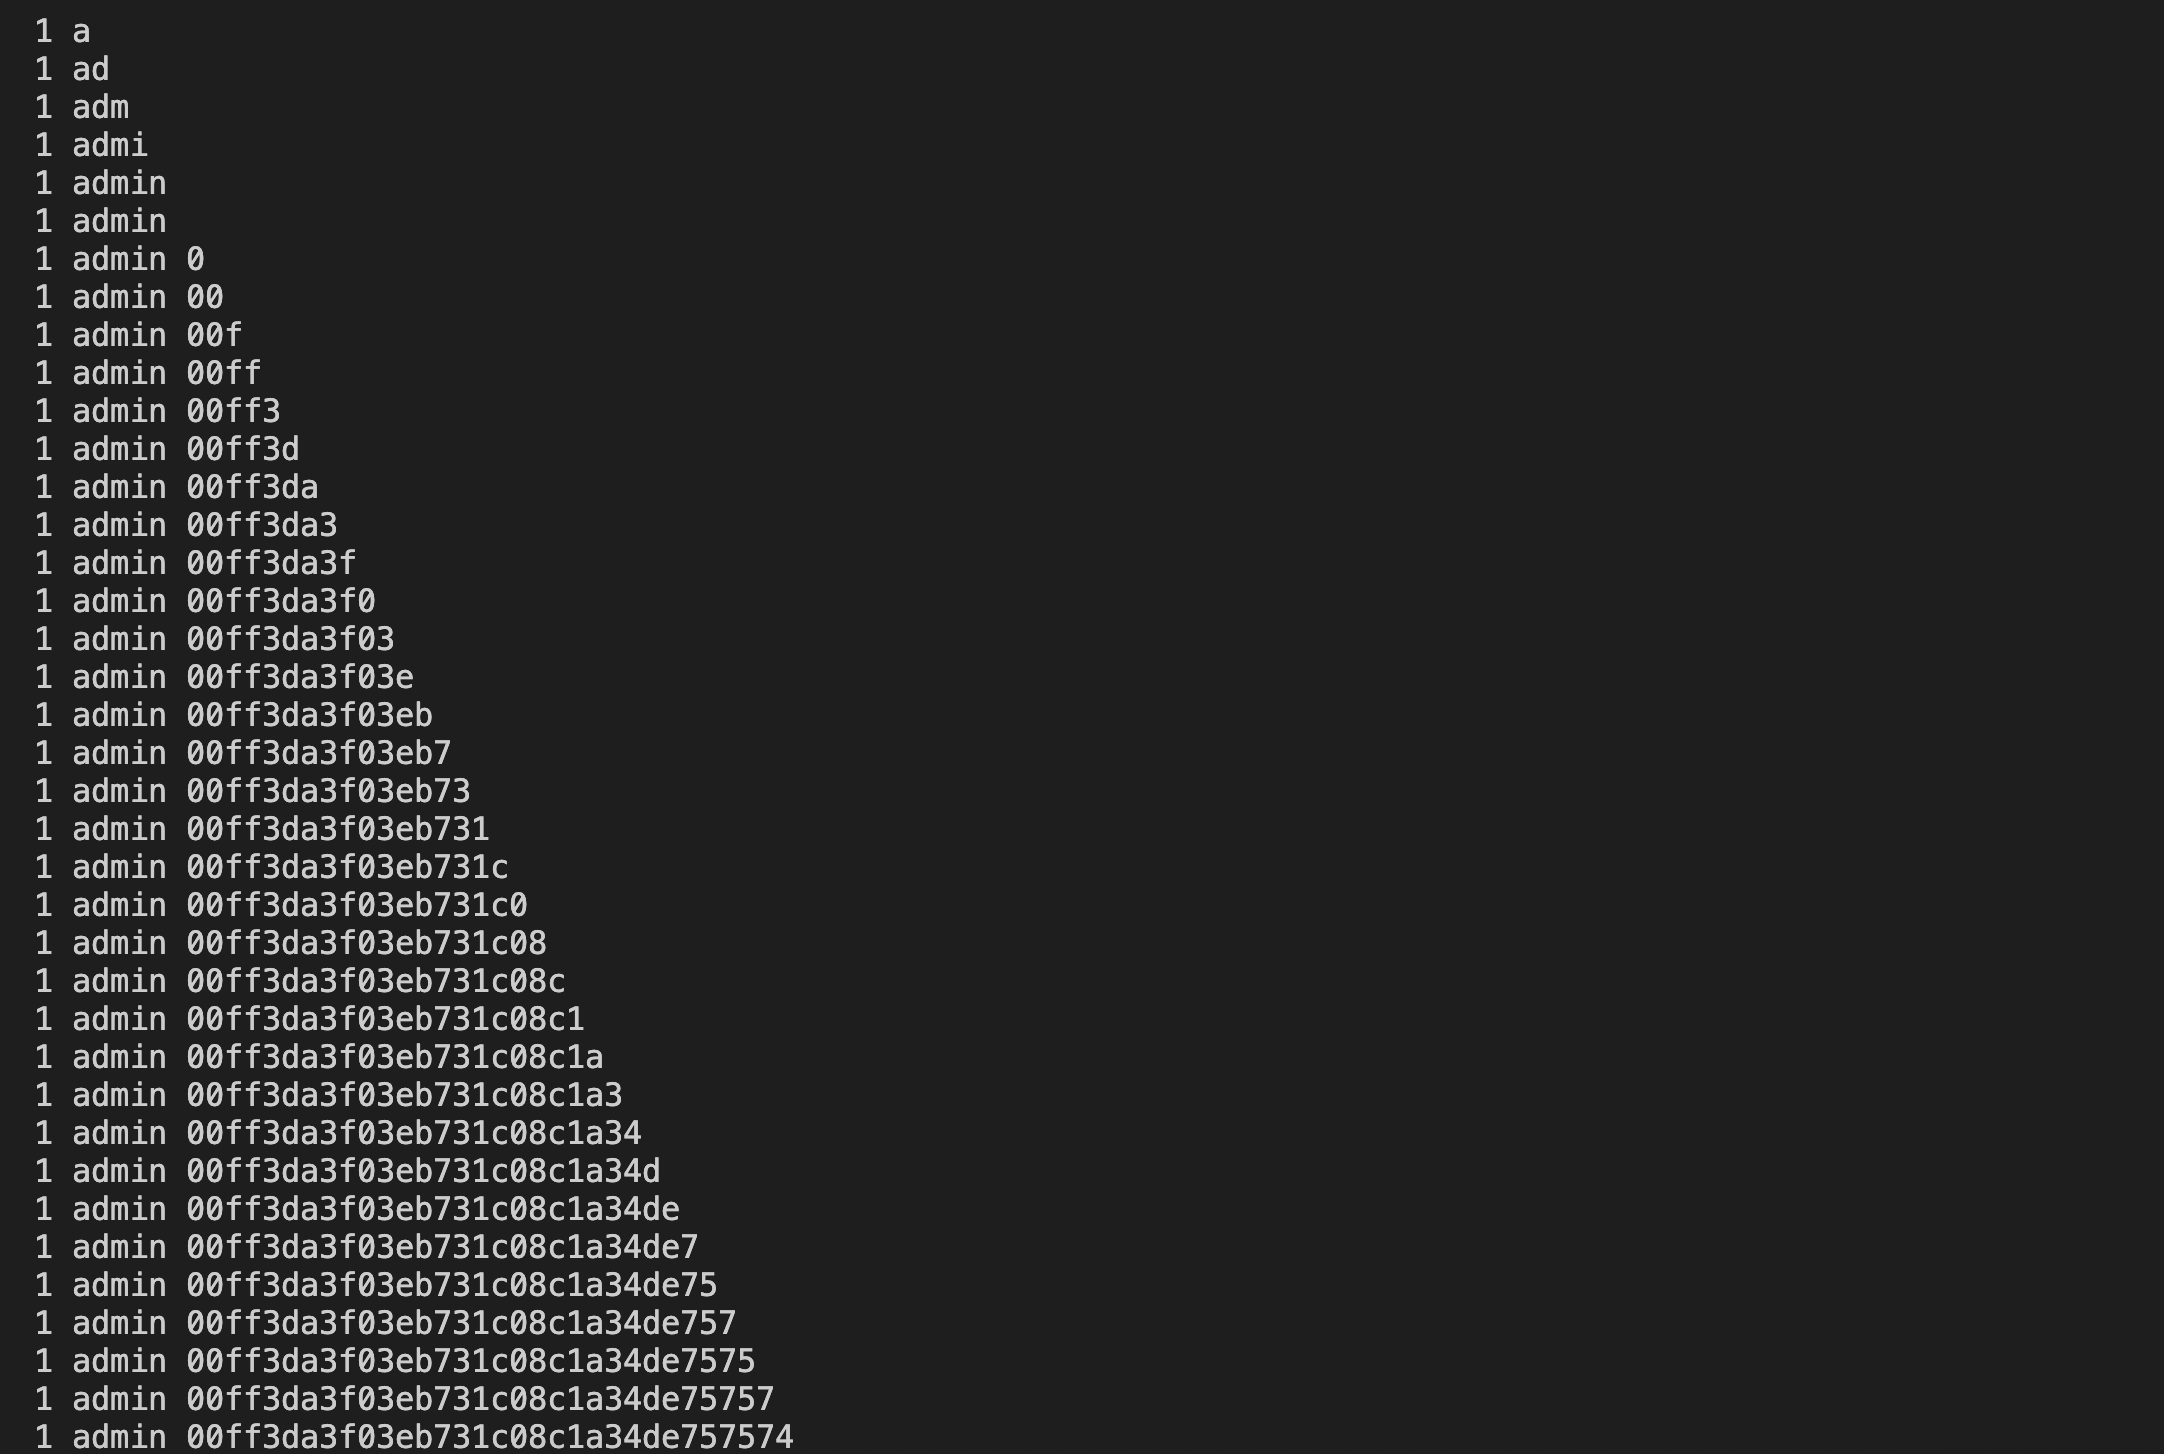 1 a
1 ad
1 adm
1 admi
1 admin
1 admin
1 admin 0
1 admin 00
1 admin 00f
1 admin 00ff
1 admin 00ff3
1 admin 00ff3d
1 admin 00ff3da
1 admin 00ff3da3
1 admin 00ff3da3f
1 admin 00ff3da3f0
1 admin 00ff3da3f03
1 admin 00ff3da3f03e
1 admin 00ff3da3f03eb
1 admin 00ff3da3f03eb7
1 admin 00ff3da3f03eb73
1 admin 00ff3da3f03eb731
1 admin 00ff3da3f03eb731c
1 admin 00ff3da3f03eb731c0
1 admin 00ff3da3f03eb731c08
1 admin 00ff3da3f03eb731c08c
1 admin 00ff3da3f03eb731c08c1
1 admin 00ff3da3f03eb731c08c1a
1 admin 00ff3da3f03eb731c08c1a3
1 admin 00ff3da3f03eb731c08c1a34
1 admin 00ff3da3f03eb731c08c1a34d
1 admin 00ff3da3f03eb731c08c1a34de
1 admin 00ff3da3f03eb731c08c1a34de7
1 admin 00ff3da3f03eb731c08c1a34de75
1 admin 00ff3da3f03eb731c08c1a34de757
1 admin 00ff3da3f03eb731c08c1a34de7575
1 admin 00ff3da3f03eb731c08c1a34de75757
1 admin 00ff3da3f03eb731c08c1a34de757574